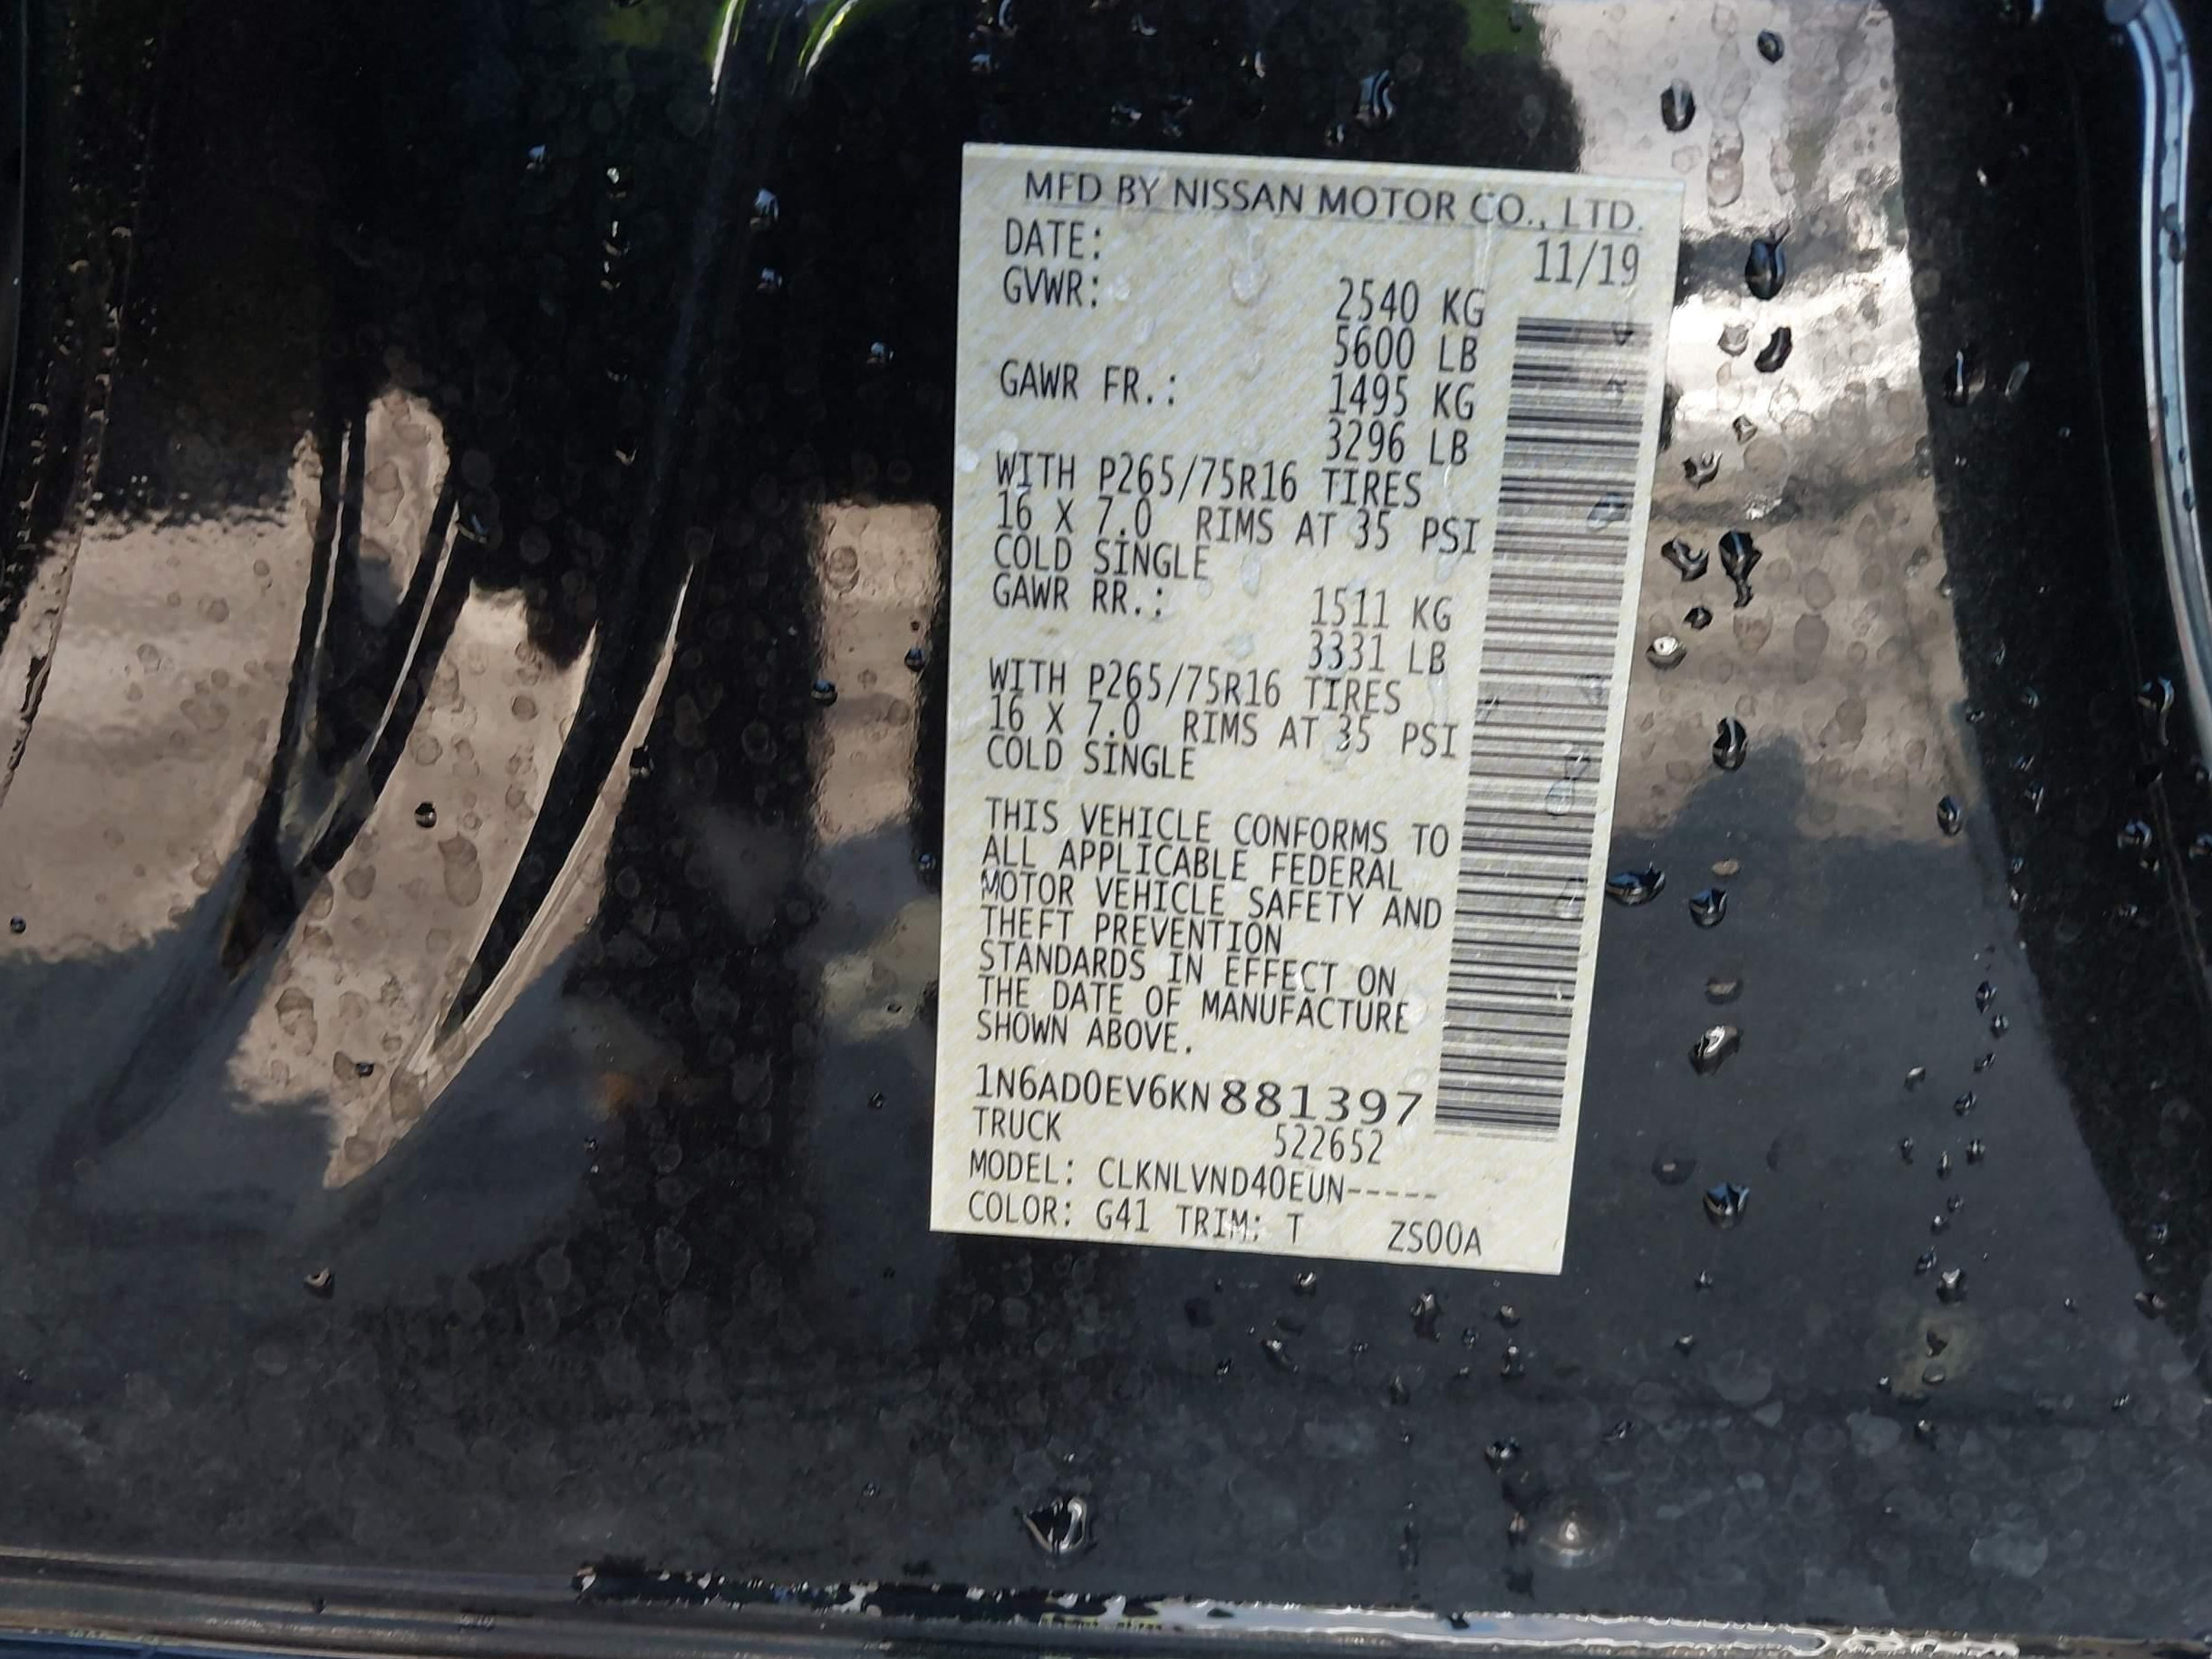 MFD BY NISSAN MOTOR CO., LTD.
DATE: 11/19
GVWR: 2540 KG
5600 LB
GAWR FR.: 1495 KG
3296 LB
WITH P265/75R16 TIRES
16 X 7.0 RIMS AT 35 PSI
COLD SINGLE
GAWR RR.: 1511 KG
3331 LB
WITH P265/75R16 TIRES
16 X 7.0 RIMS AT 35 PSI
COLD SINGLE
THIS VEHICLE CONFORMS TO
ALL APPLICABLE FEDERAL
MOTOR VEHICLE SAFETY AND
THEFT PREVENTION
STANDARDS IN EFFECT ON
THE DATE OF MANUFACTURE
SHOWN ABOVE.
1N6AD0EV6KN881397
TRUCK 522652
MODEL: CLKNLVND40EUN-----
COLOR: G41 TRIM: T ZS00A